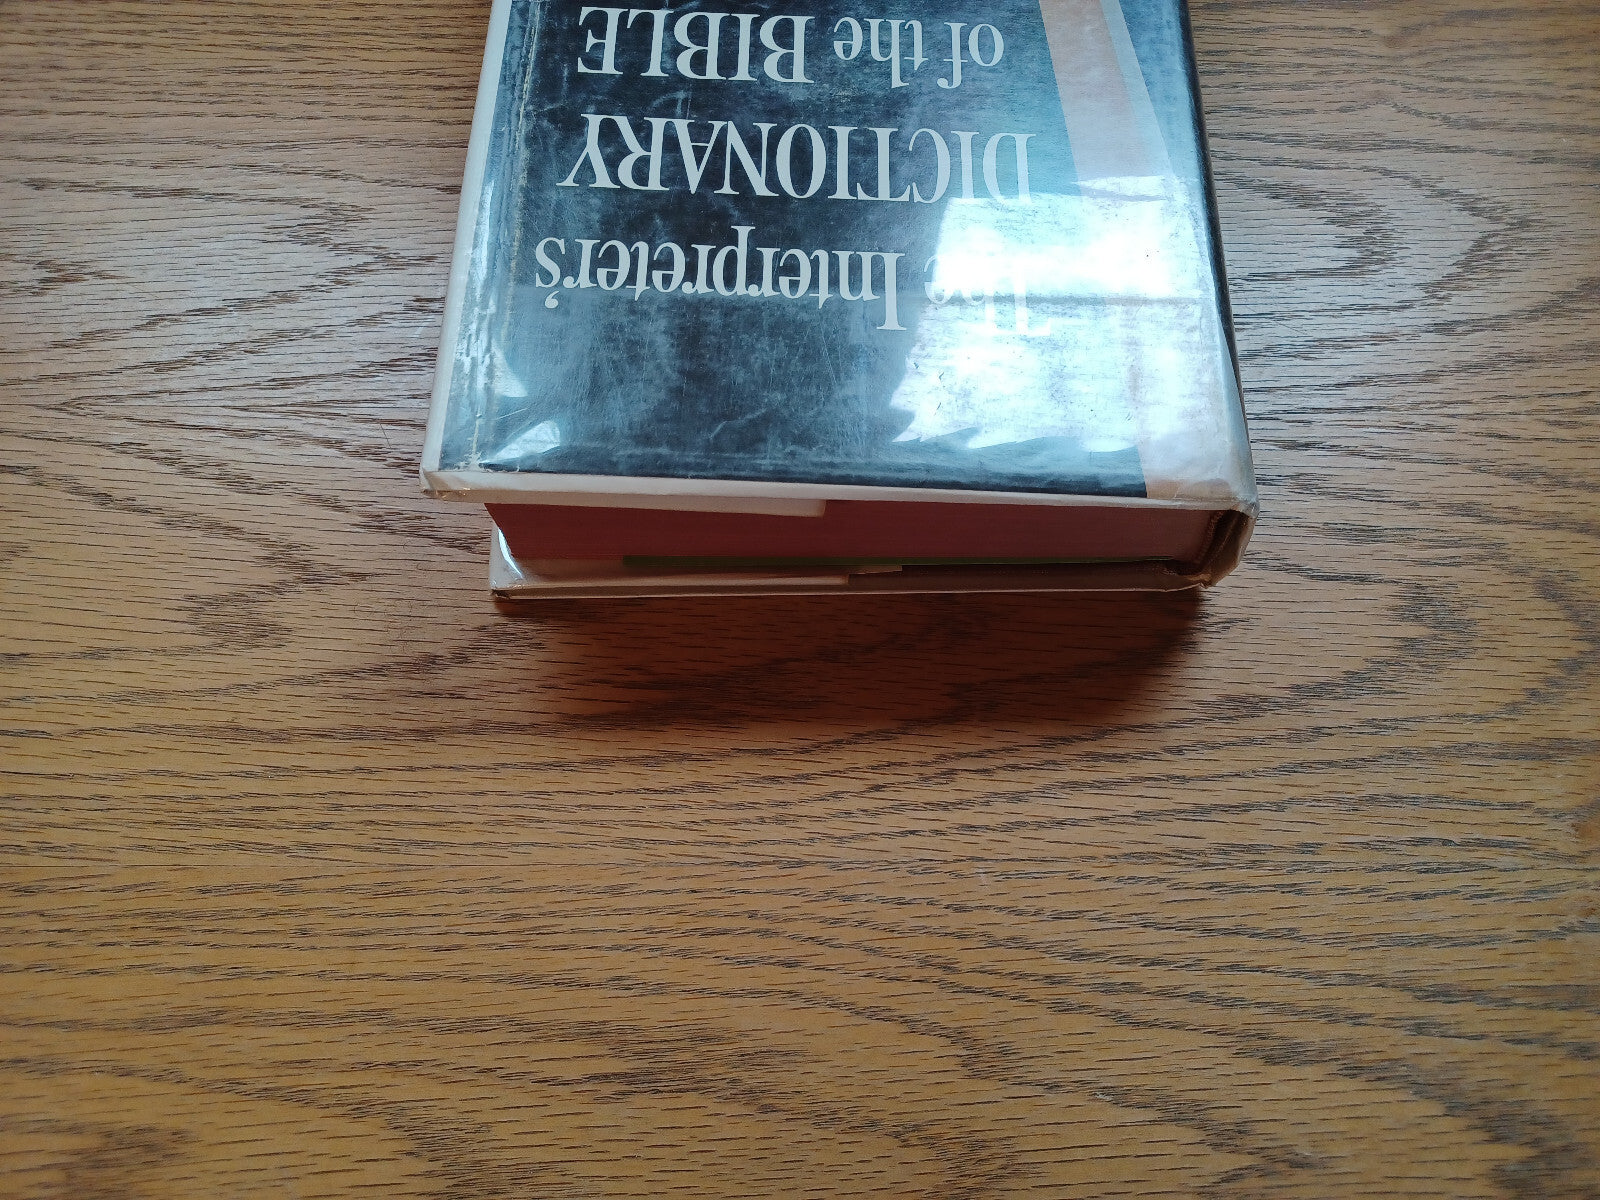 The Interpreter's
DICTIONARY
of the BIBLE